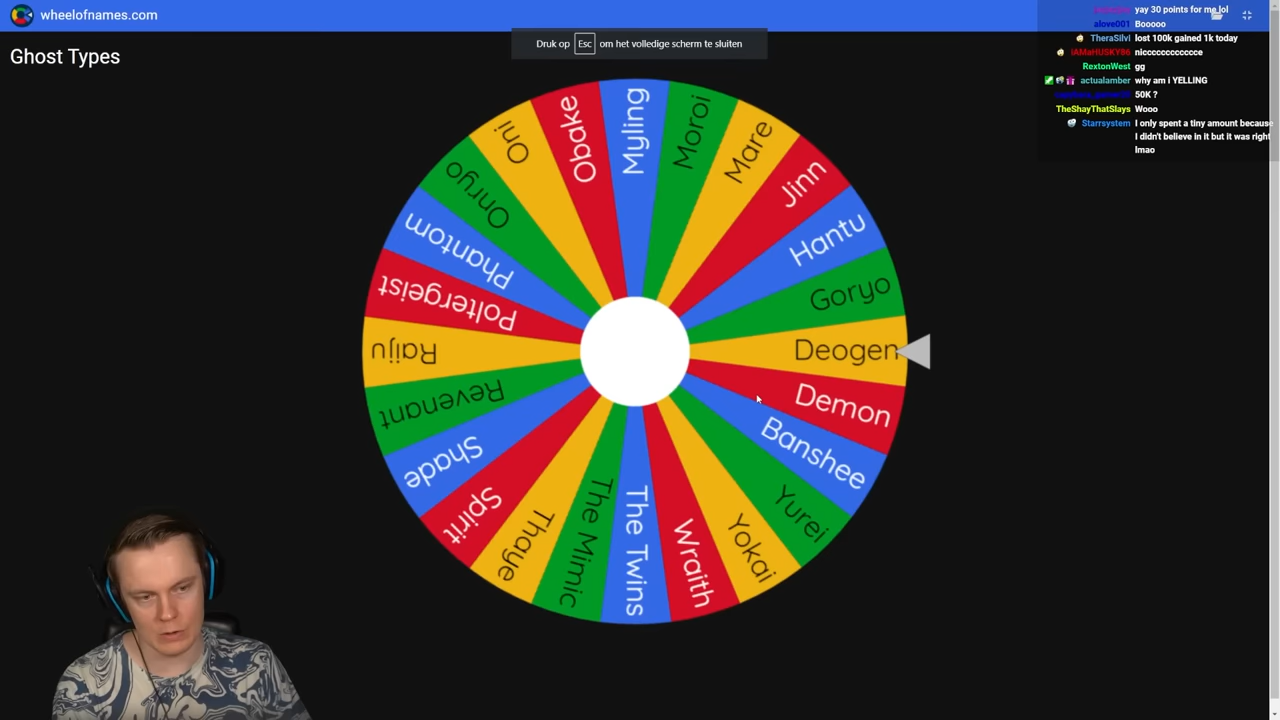 wheelofnames.com
Ghost Types
Druk op Esc om het volledige scherm te sluiten
yay 30 points for me lol
alove001 Booooo
TheraSilvi lost 100k gained 1k today
IAMaHUSKY86 nicccccccccccce
RextonWest gg
actualamber why am i YELLING
50K ?
TheShayThatSlays Wooo
Starrsystem I only spent a tiny amount because
I didn't believe in it but it was right
lmao
Myling
Moroi
Mare
Jinn
Hantu
Goryo
Deogen
Demon
Banshee
Yurei
Yokai
Wraith
The Twins
The Mimic
Thaye
Spirit
Shade
Revenant
Raiju
Poltergeist
Phantom
Onryo
Oni
Obake